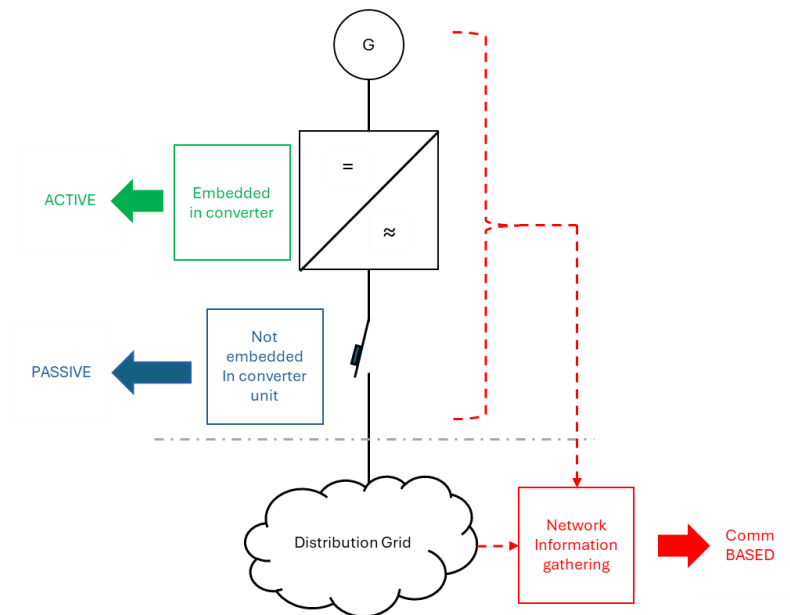 G
=
≈
ACTIVE
Embedded
in converter
PASSIVE
Not
embedded
In converter
unit
Distribution Grid
Network
Information
gathering
Comm
BASED